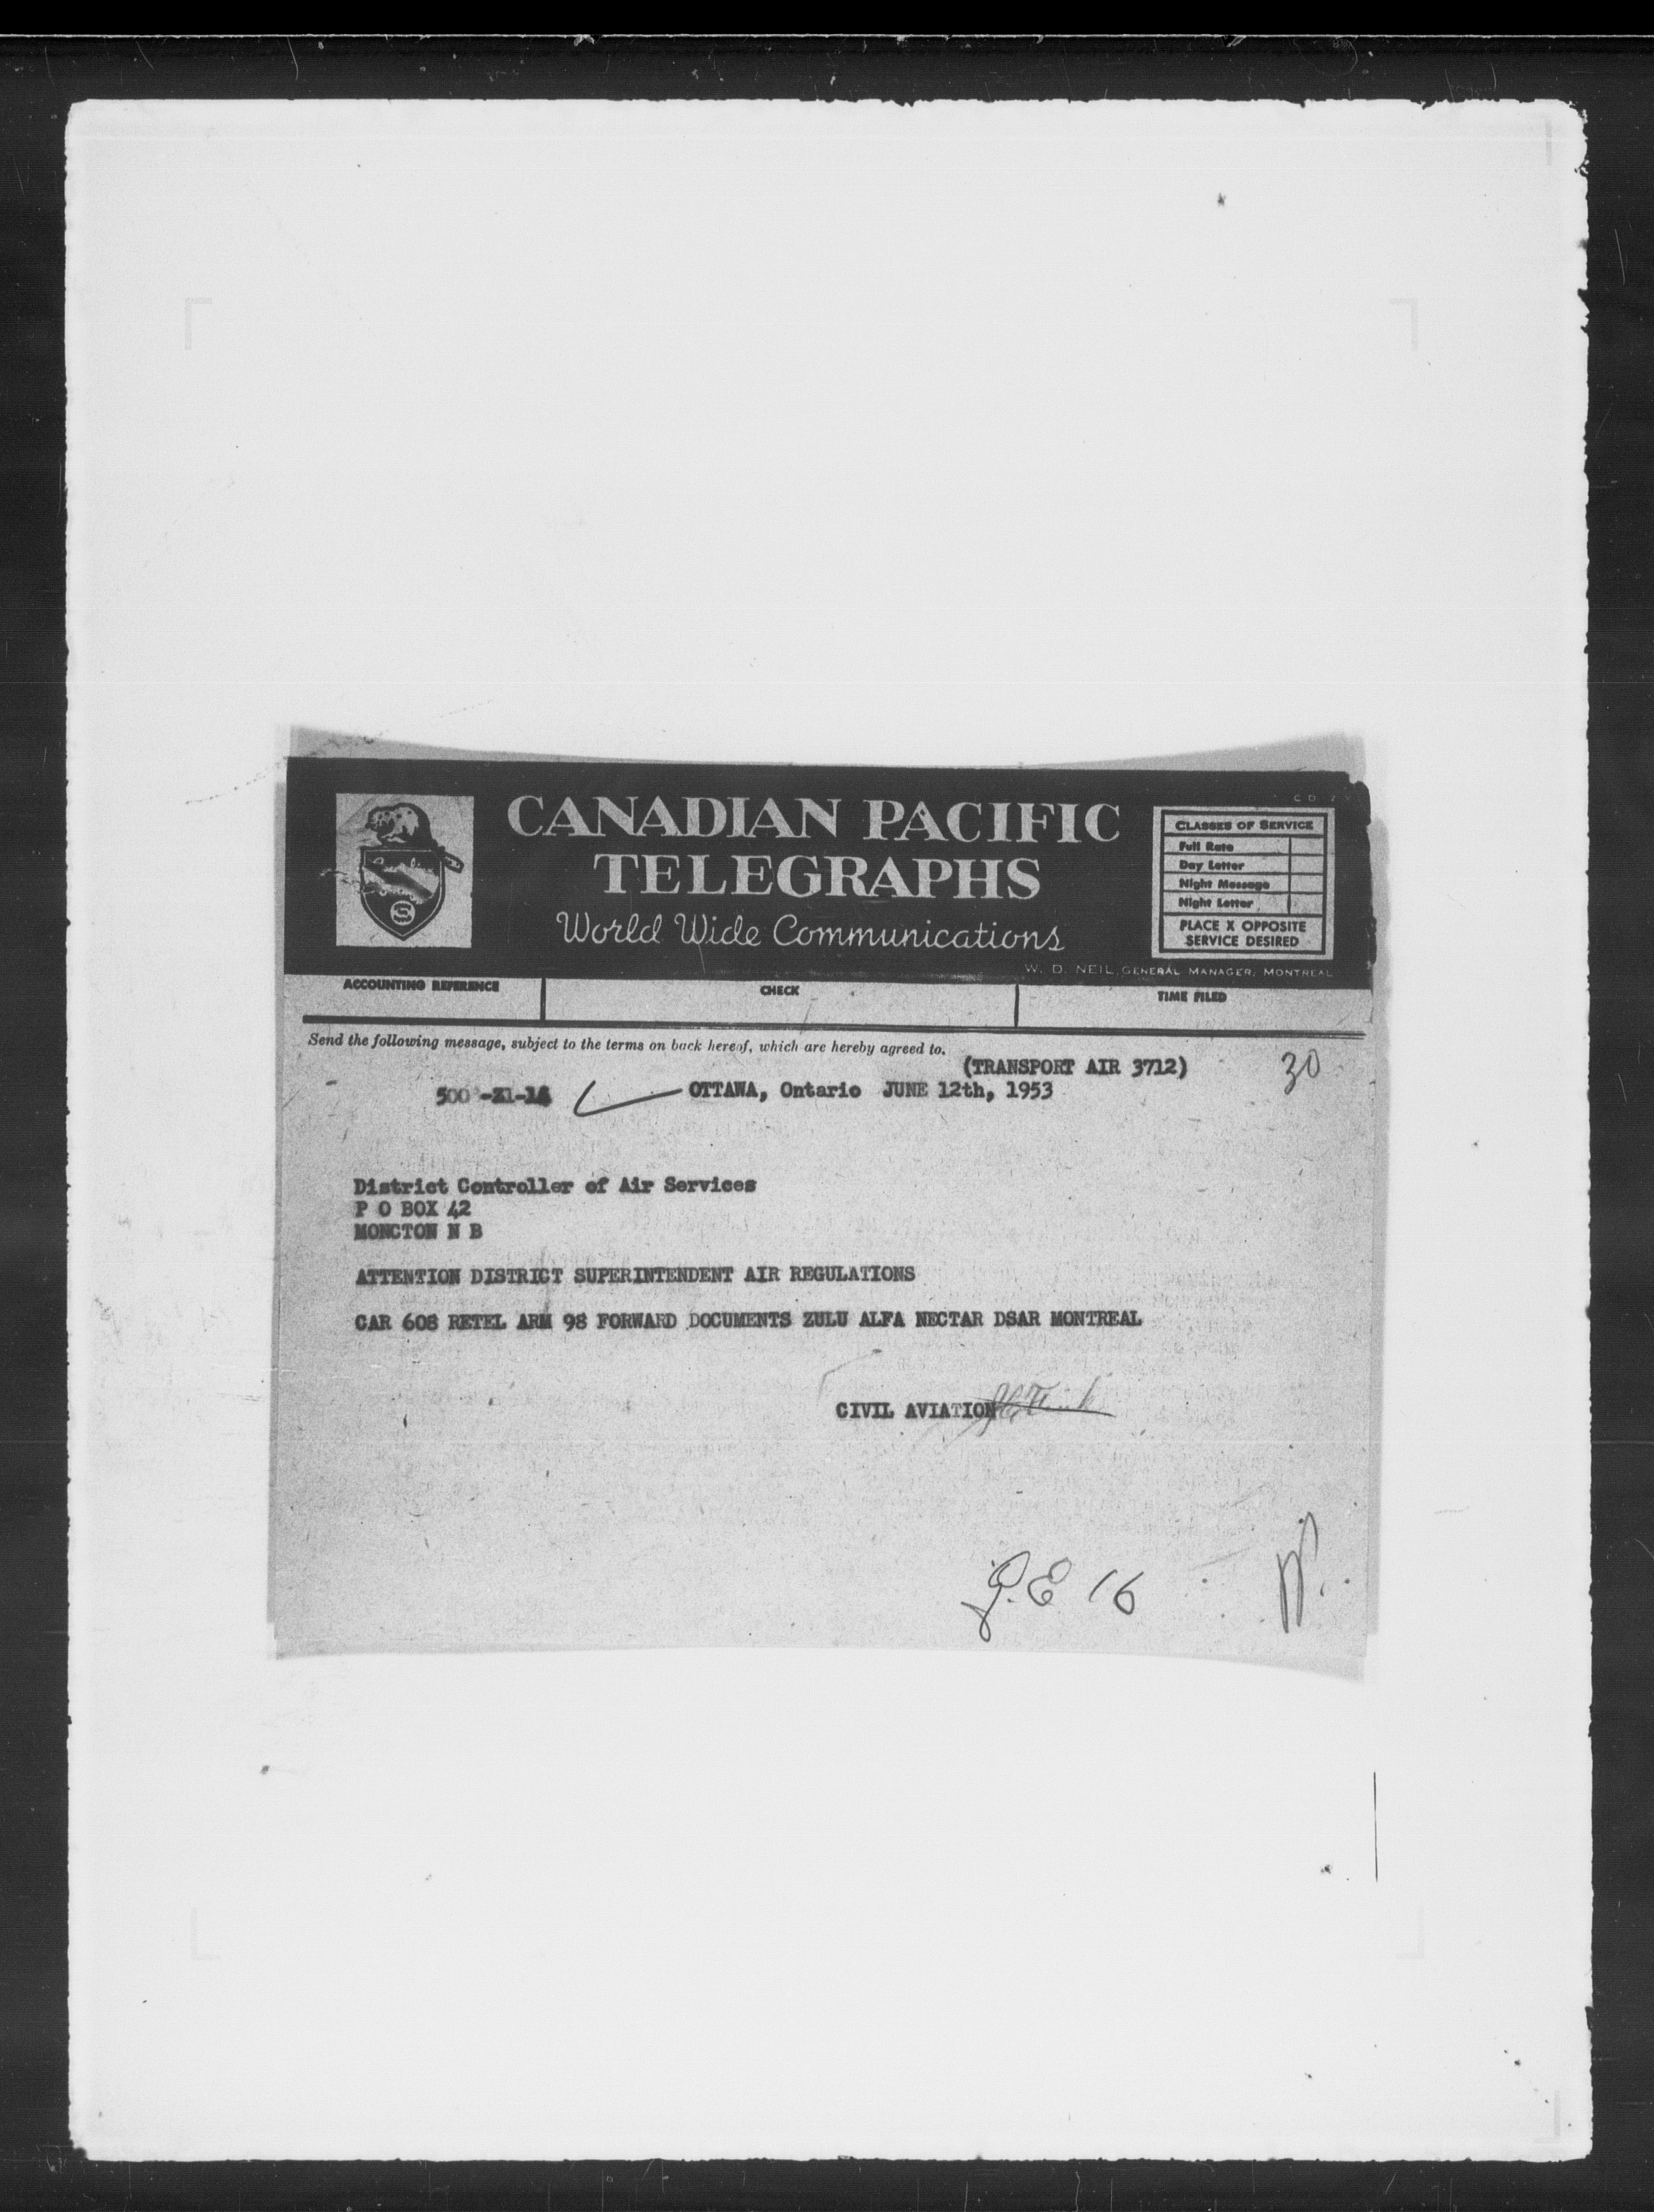 CANADIAN PACIFIC
TELEGRAPHS
World Wide Communications
CLASSES OF SERVICE
Full Rate
Day Letter
Night Message
Night Letter
PLACE X OPPOSITE
SERVICE DESIRED
W. D. NEIL, GENERAL MANAGER, MONTREAL
ACCOUNTING REFERENCE
CHECK
TIME FILED
Send the following message, subject to the terms on back hereof, which are hereby agreed to.
(TRANSPORT AIR 3712)
30
OTTAWA, Ontario JUNE 12th, 1953
District Controller of Air Services
P O BOX 42
MONCTON N B
ATTENTION DISTRICT SUPERINTENDENT AIR REGULATIONS
CAR 608 RETEL ARM 98 FORWARD DOCUMENTS ZULU ALFA NECTAR DSAR MONTREAL
CIVIL AVIATION
J.E 16